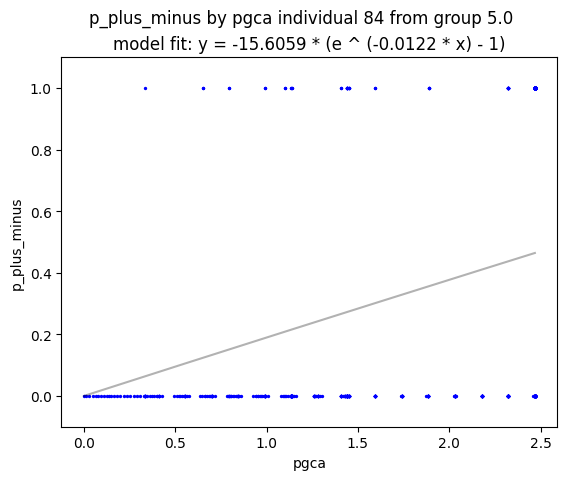 p_plus_minus by pgca individual 84 from group 5.0
model fit: y = -15.6059 * (e ^ (-0.0122 * x) - 1)
1.0
0.8
0.6
0.4
0.2
0.0
p_plus_minus
0.0 0.5 1.0 1.5 2.0 2.5
pgca